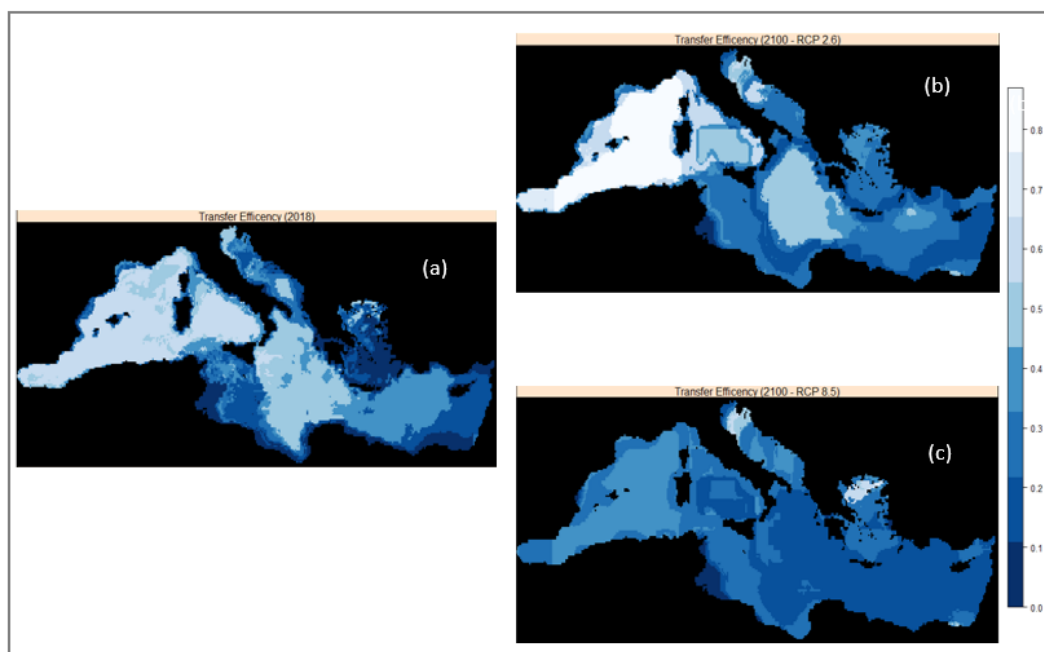 Transfer Efficency (2018)
(a)
Transfer Efficency (2100 - RCP 2.6)
(b)
Transfer Efficency (2100 - RCP 8.5)
(c)
0.8
0.7
0.6
0.5
0.4
0.3
0.2
0.1
0.0